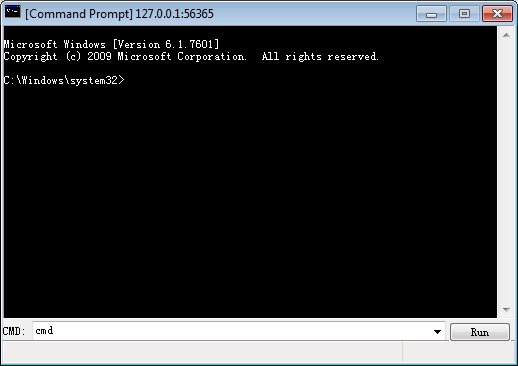 [Command Prompt] 127.0.0.1:56365
Microsoft Windows [Version 6.1.7601]
Copyright (c) 2009 Microsoft Corporation.  All rights reserved.
C:\Windows\system32>
CMD: cmd Run